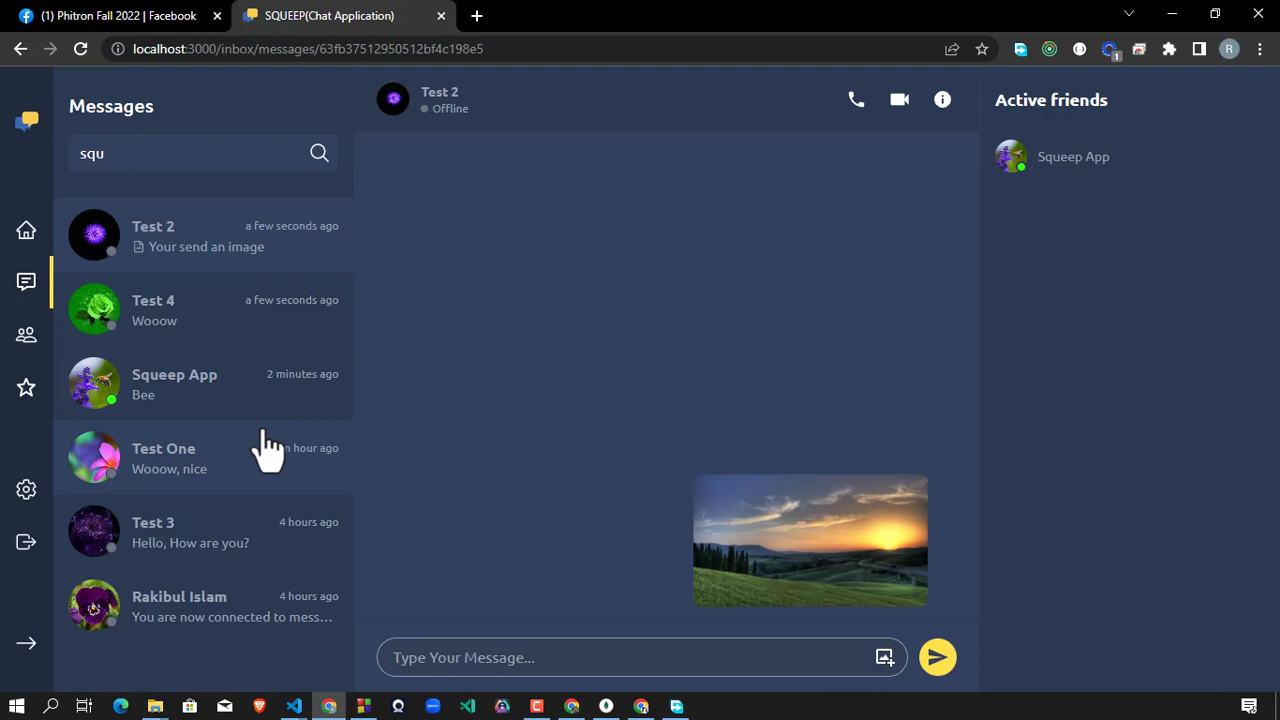 (1) Phitron Fall 2022 | Facebook
SQUEEP(Chat Application)
localhost:3000/inbox/messages/63fb37512950512bf4c198e5
1
R
Messages
squ
Test 2
a few seconds ago
Your send an image
Test 4
a few seconds ago
Wooow
Squeep App
2 minutes ago
Bee
Test One
hour ago
Wooow, nice
Test 3
4 hours ago
Hello, How are you?
Rakibul Islam
4 hours ago
You are now connected to mess...
Test 2
Offline
Type Your Message...
Active friends
Squeep App